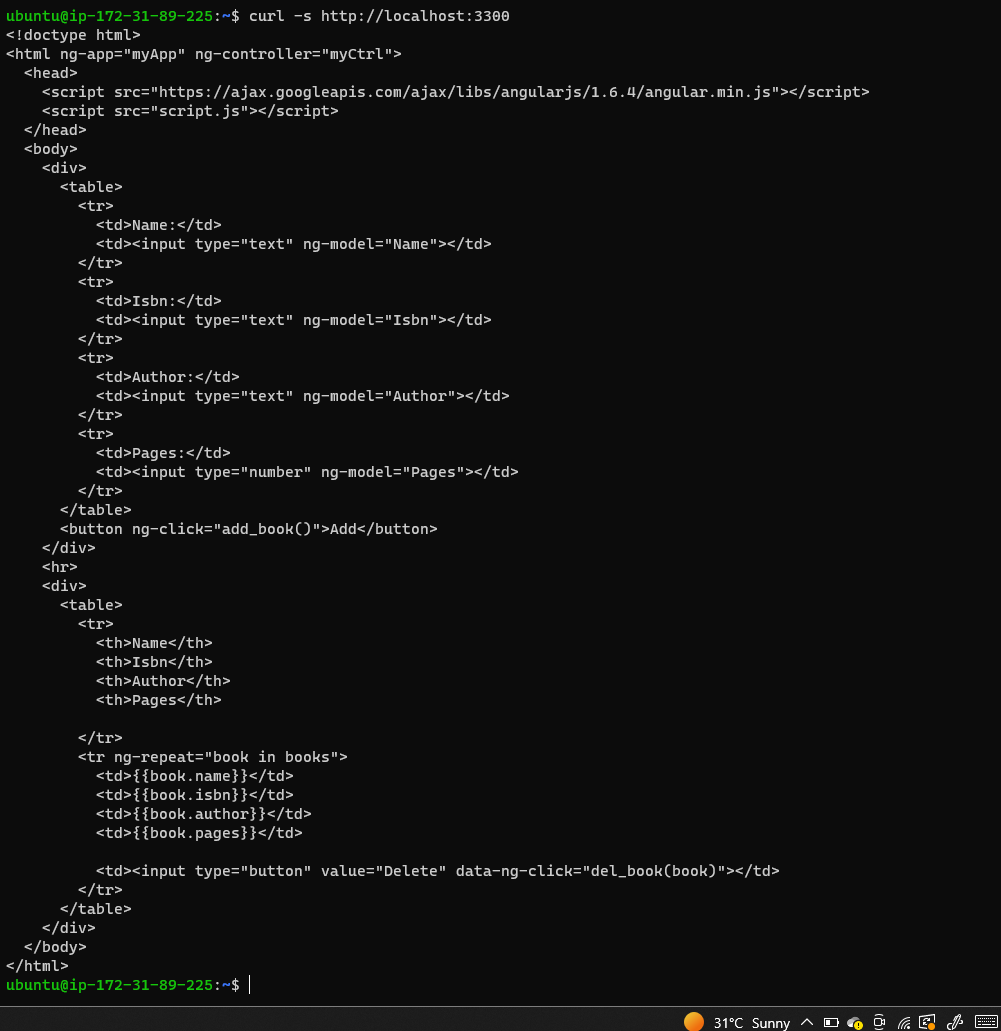 ubuntu@ip-172-31-89-225:~$ curl -s http://localhost:3300
<!doctype html>
<html ng-app="myApp" ng-controller="myCtrl">
  <head>
    <script src="https://ajax.googleapis.com/ajax/libs/angularjs/1.6.4/angular.min.js"></script>
    <script src="script.js"></script>
  </head>
  <body>
    <div>
      <table>
        <tr>
          <td>Name:</td>
          <td><input type="text" ng-model="Name"></td>
        </tr>
        <tr>
          <td>Isbn:</td>
          <td><input type="text" ng-model="Isbn"></td>
        </tr>
        <tr>
          <td>Author:</td>
          <td><input type="text" ng-model="Author"></td>
        </tr>
        <tr>
          <td>Pages:</td>
          <td><input type="number" ng-model="Pages"></td>
        </tr>
      </table>
      <button ng-click="add_book()">Add</button>
    </div>
    <hr>
    <div>
      <table>
        <tr>
          <th>Name</th>
          <th>Isbn</th>
          <th>Author</th>
          <th>Pages</th>

        </tr>
        <tr ng-repeat="book in books">
          <td>{{book.name}}</td>
          <td>{{book.isbn}}</td>
          <td>{{book.author}}</td>
          <td>{{book.pages}}</td>

          <td><input type="button" value="Delete" data-ng-click="del_book(book)"></td>
        </tr>
      </table>
    </div>
  </body>
</html>
ubuntu@ip-172-31-89-225:~$
31°C Sunny